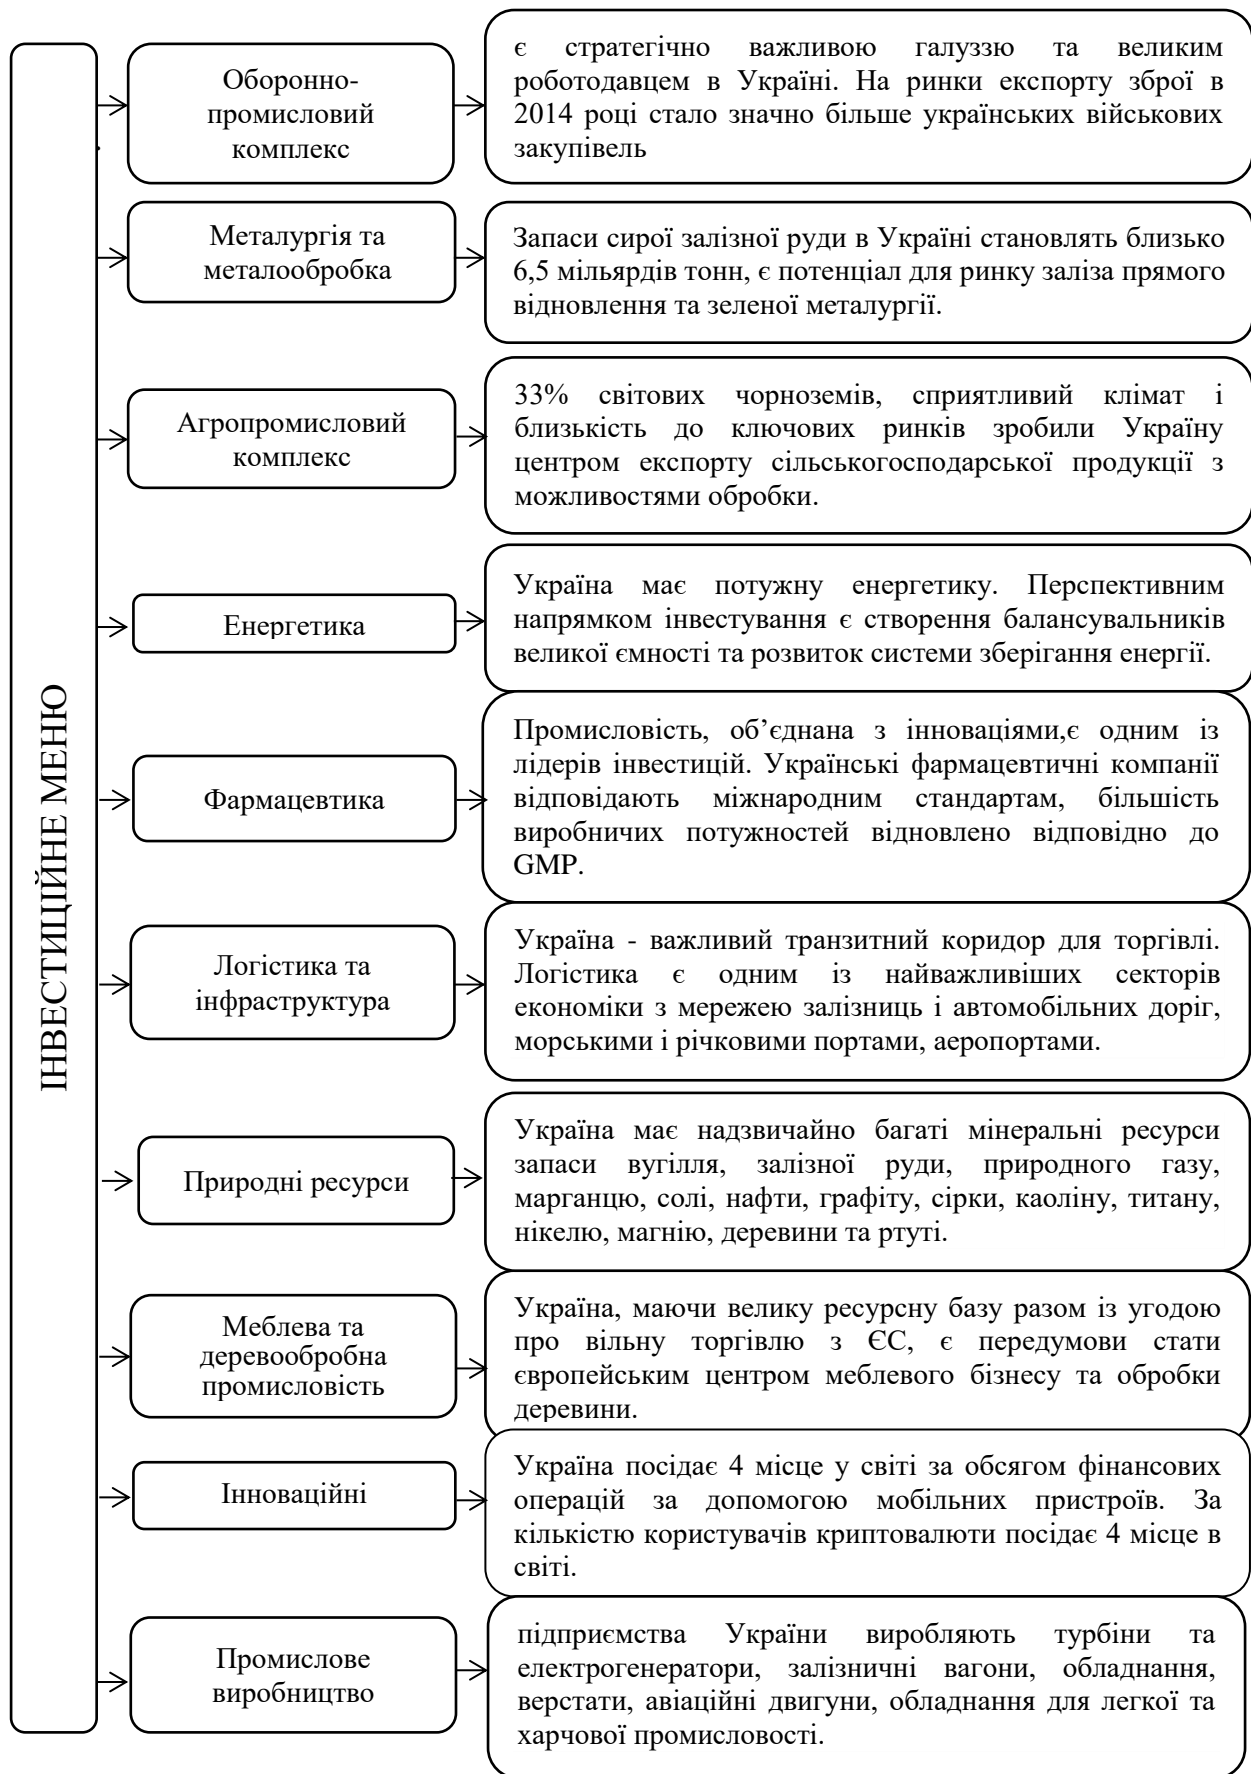 ІНВЕСТИЦІЙНЕ МЕНЮ
Оборонно-
промисловий
комплекс
є стратегічно важливою галуззю та великим
роботодавцем в Україні. На ринки експорту зброї в
2014 році стало значно більше українських військових
закупівель
Металургія та
металообробка
Запаси сирої залізної руди в Україні становлять близько
6,5 мільярдів тонн, є потенціал для ринку заліза прямого
відновлення та зеленої металургії.
Агропромисловий
комплекс
33% світових чорноземів, сприятливий клімат і
близькість до ключових ринків зробили Україну
центром експорту сільськогосподарської продукції з
можливостями обробки.
Енергетика
Україна має потужну енергетику. Перспективним
напрямком інвестування є створення балансувальників
великої ємності та розвиток системи зберігання енергії.
Фармацевтика
Промисловість, об’єднана з інноваціями,є одним із
лідерів інвестицій. Українські фармацевтичні компанії
відповідають міжнародним стандартам, більшість
виробничих потужностей відновлено відповідно до
GMP.
Логістика та
інфраструктура
Україна - важливий транзитний коридор для торгівлі.
Логістика є одним із найважливіших секторів
економіки з мережею залізниць і автомобільних доріг,
морськими і річковими портами, аеропортами.
Природні ресурси
Україна має надзвичайно багаті мінеральні ресурси
запаси вугілля, залізної руди, природного газу,
марганцю, солі, нафти, графіту, сірки, каоліну, титану,
нікелю, магнію, деревини та ртуті.
Меблева та
деревообробна
промисловість
Україна, маючи велику ресурсну базу разом із угодою
про вільну торгівлю з ЄС, є передумови стати
європейським центром меблевого бізнесу та обробки
деревини.
Інноваційні
Україна посідає 4 місце у світі за обсягом фінансових
операцій за допомогою мобільних пристроїв. За
кількістю користувачів криптовалюти посідає 4 місце в
світі.
Промислове
виробництво
підприємства України виробляють турбіни та
електрогенератори, залізничні вагони, обладнання,
верстати, авіаційні двигуни, обладнання для легкої та
харчової промисловості.